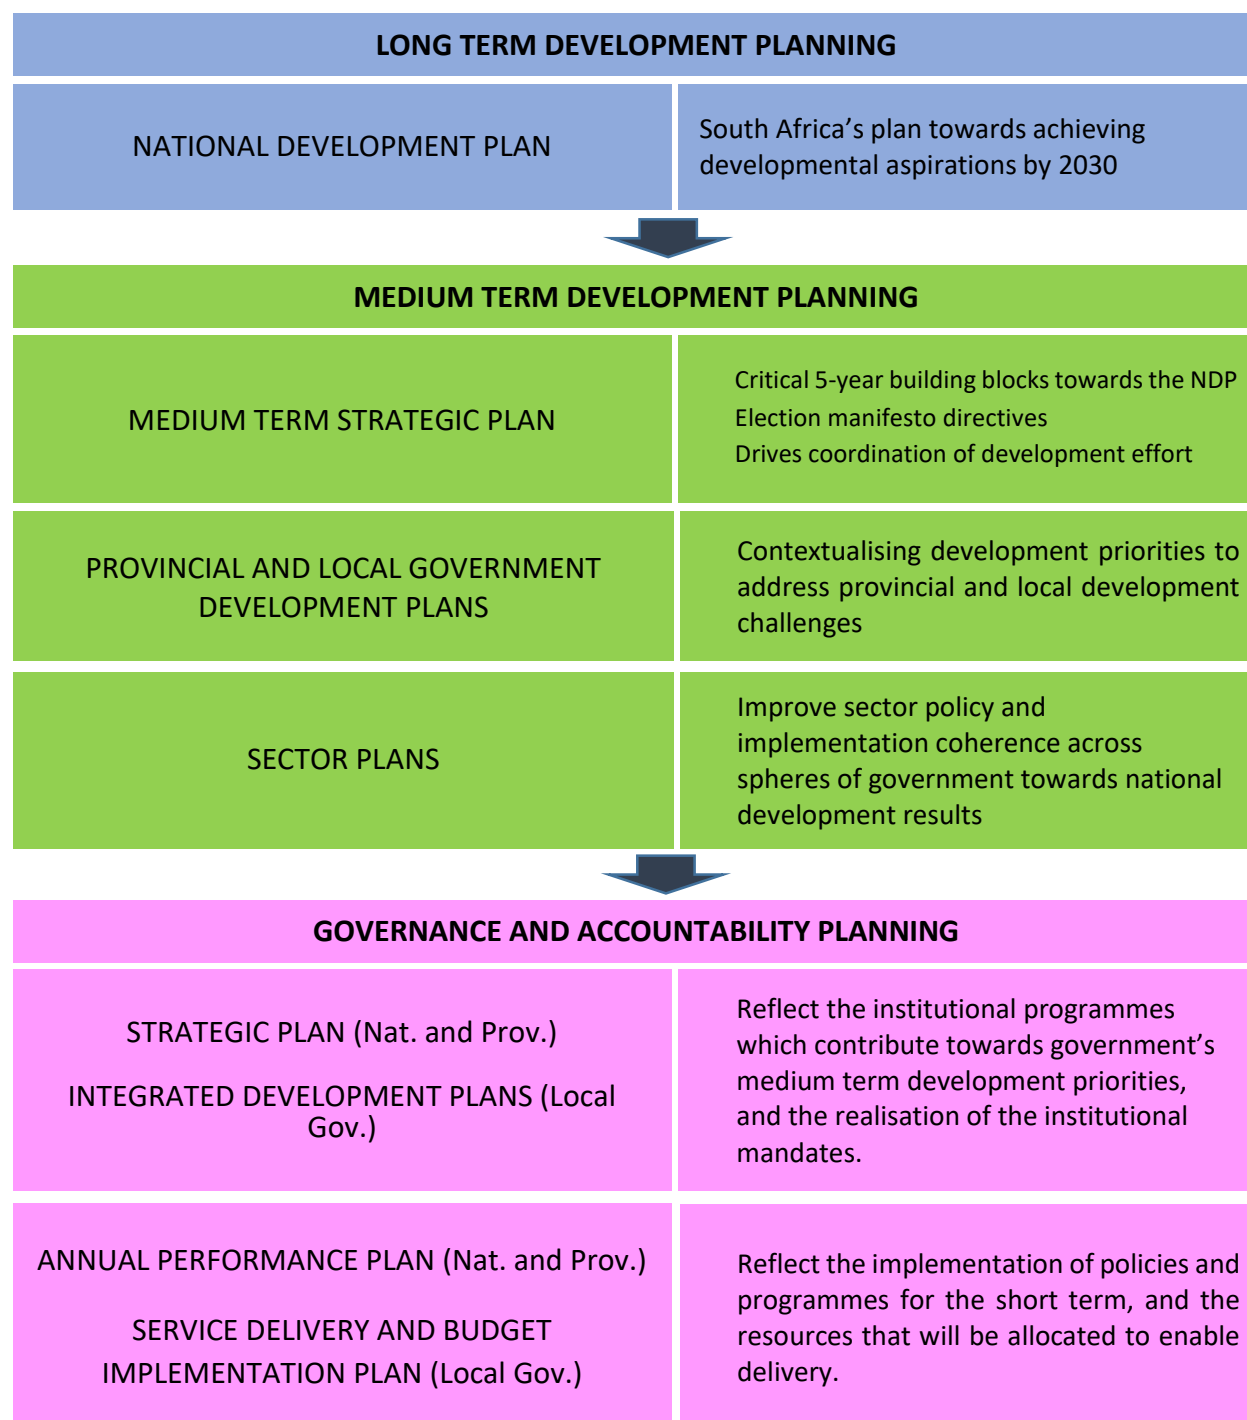 LONG TERM DEVELOPMENT PLANNING
NATIONAL DEVELOPMENT PLAN
South Africa’s plan towards achieving
developmental aspirations by 2030
MEDIUM TERM DEVELOPMENT PLANNING
MEDIUM TERM STRATEGIC PLAN
Critical 5-year building blocks towards the NDP
Election manifesto directives
Drives coordination of development effort
PROVINCIAL AND LOCAL GOVERNMENT
DEVELOPMENT PLANS
Contextualising development priorities to
address provincial and local development
challenges
SECTOR PLANS
Improve sector policy and
implementation coherence across
spheres of government towards national
development results
GOVERNANCE AND ACCOUNTABILITY PLANNING
STRATEGIC PLAN (Nat. and Prov.)
INTEGRATED DEVELOPMENT PLANS (Local
Gov.)
Reflect the institutional programmes
which contribute towards government’s
medium term development priorities,
and the realisation of the institutional
mandates.
ANNUAL PERFORMANCE PLAN (Nat. and Prov.)
SERVICE DELIVERY AND BUDGET
IMPLEMENTATION PLAN (Local Gov.)
Reflect the implementation of policies and
programmes for the short term, and the
resources that will be allocated to enable
delivery.